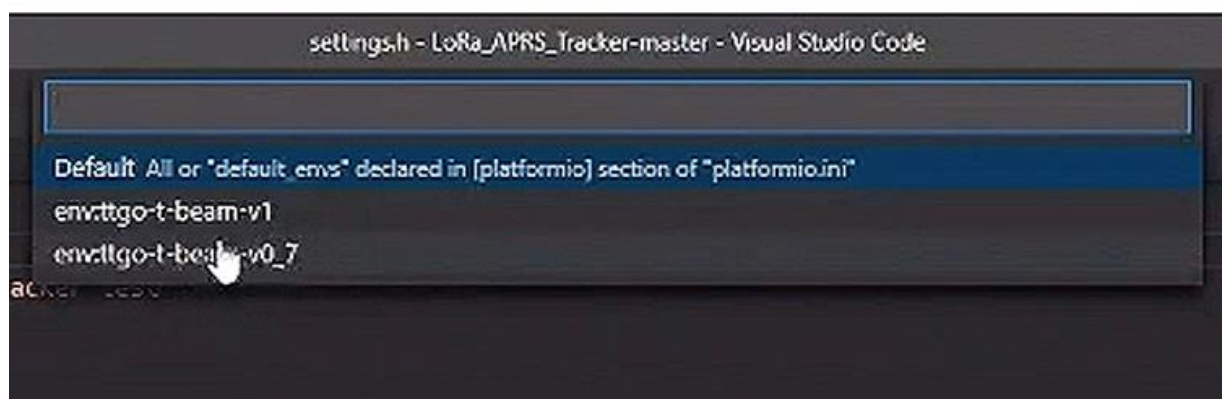 settings.h - LoRa_APRS_Tracker-master - Visual Studio Code
Default All or "default_envs" declared in [platformio] section of "platformio.ini"
env:ttgo-t-beam-v1
env:ttgo-t-beam-v0_7